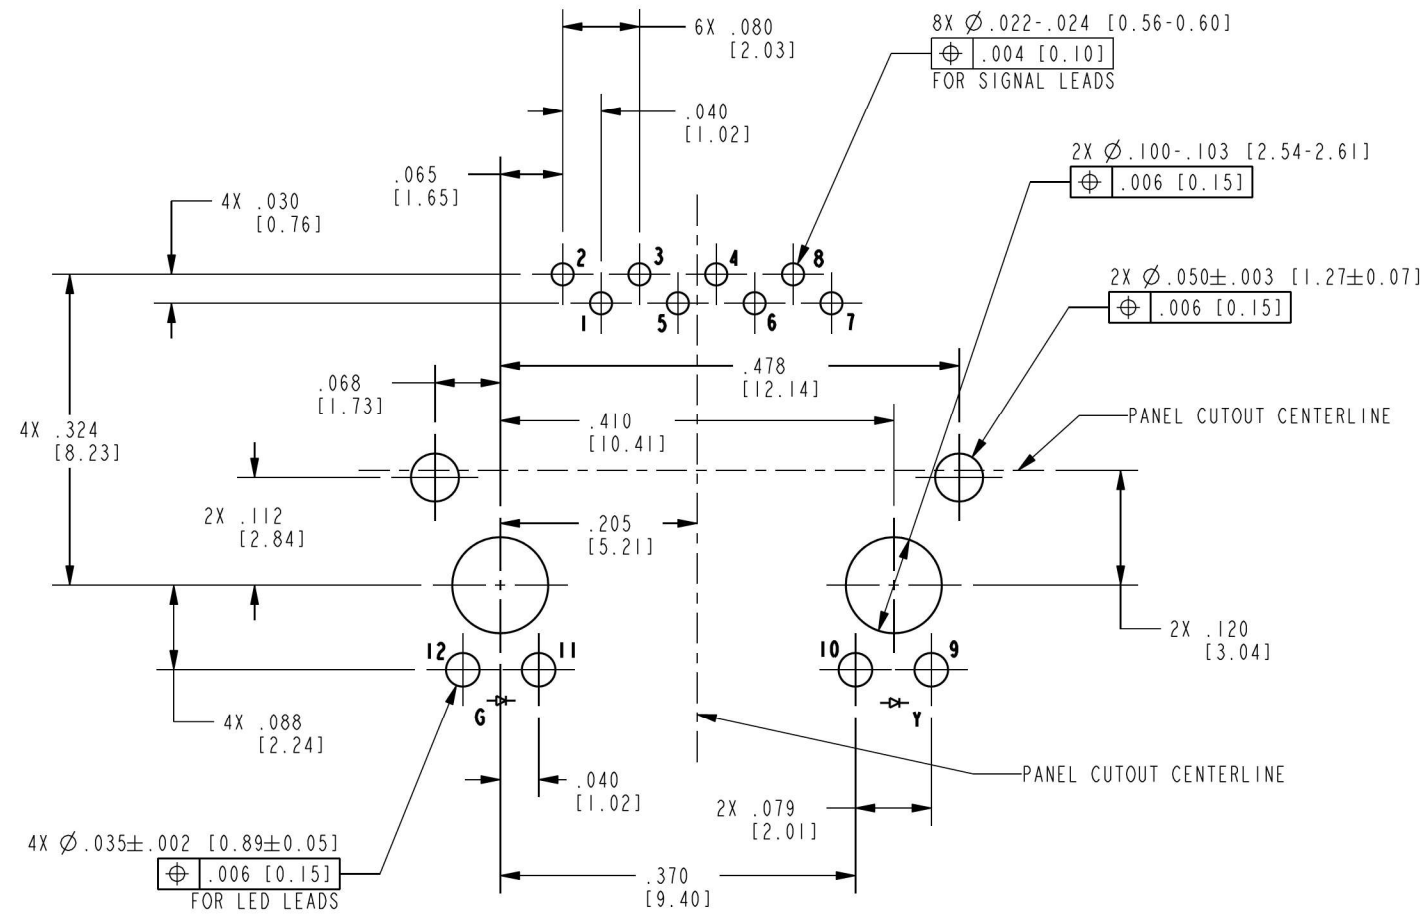 6X .080
[2.03]
8X ⌀.022-.024 [0.56-0.60]
⌖ .004 [0.10]
FOR SIGNAL LEADS
.040
[1.02]
2X ⌀.100-.103 [2.54-2.61]
⌖ .006 [0.15]
.065
[1.65]
4X .030
[0.76]
2 3 4 8
2X ⌀.050±.003 [1.27±0.07]
⌖ .006 [0.15]
1 5 6 7
.478
[12.14]
.068
[1.73]
.410
[10.41]
PANEL CUTOUT CENTERLINE
4X .324
[8.23]
2X .112
[2.84]
.205
[5.21]
2X .120
[3.04]
12 11 10 9
G Y
4X .088
[2.24]
PANEL CUTOUT CENTERLINE
.040
[1.02]
2X .079
[2.01]
4X ⌀.035±.002 [0.89±0.05]
⌖ .006 [0.15]
FOR LED LEADS
.370
[9.40]